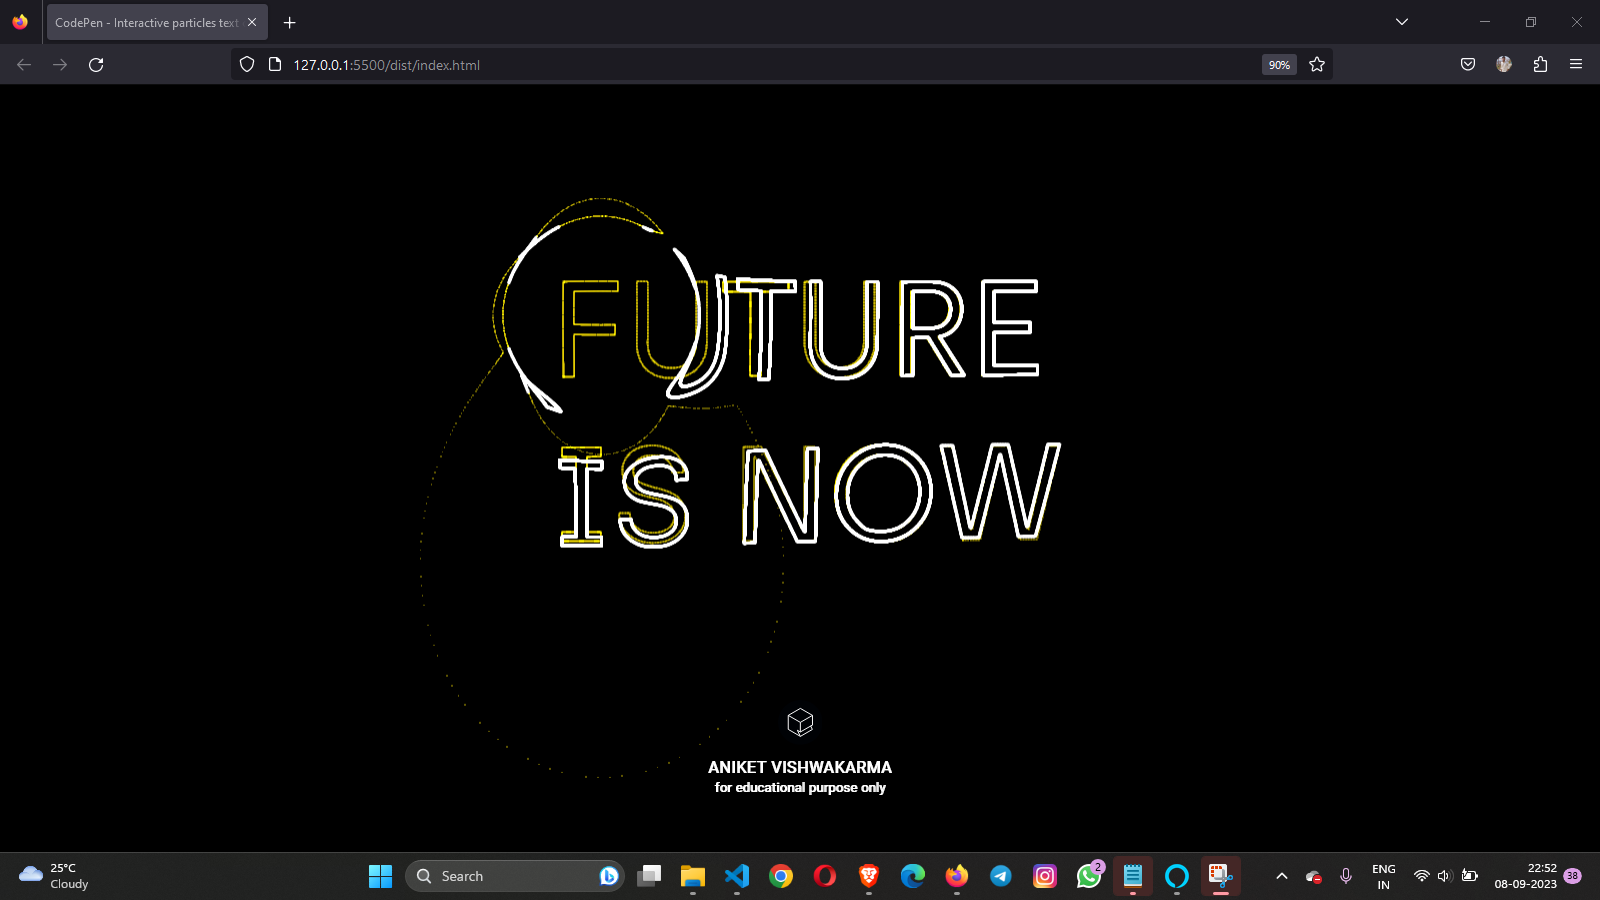 CodePen - Interactive particles text
127.0.0.1:5500/dist/index.html
90%
FUTURE
IS NOW
ANIKET VISHWAKARMA
for educational purpose only
25°C
Cloudy
Search
2
ENG
IN
22:52
08-09-2023
38